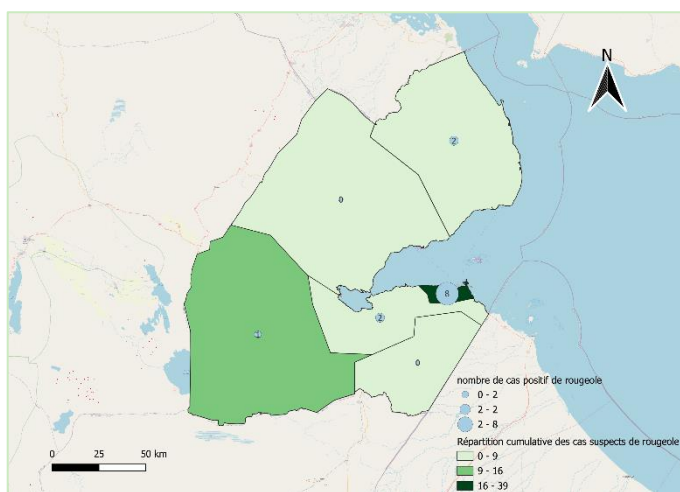 N
2
0
8
2
0
nombre de cas positif de rougeole
0 - 2
2 - 2
2 - 8
Répartition cumulative des cas suspects de rougeole
0 - 9
9 - 16
16 - 39
0 25 50 km